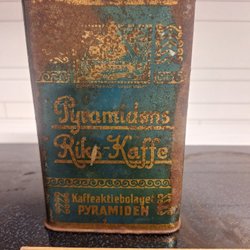 Pyramidens
Riks-Kaffe
Kaffeaktiebolaget
PYRAMIDEN